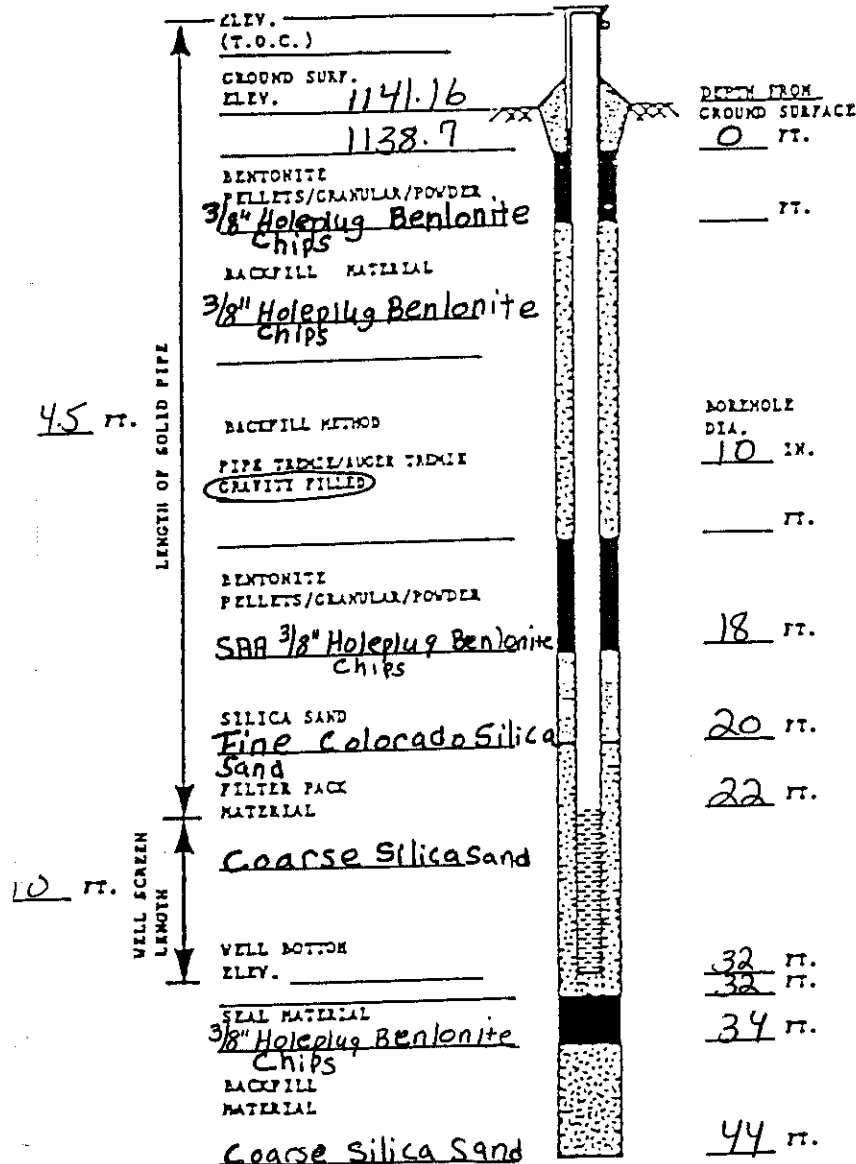 ELEV.
(T.O.C.)
GROUND SURF.
ELEV. 1141.16
1138.7
DEPTH FROM
GROUND SURFACE
0 FT.
BENTONITE
PELLETS/GRANULAR/POWDER
3/8" Holeplug Benlonite
Chips
FT.
BACKFILL MATERIAL
3/8" Holeplug Benlonite
Chips
LENGTH OF SOLID PIPE
4.5 FT.
BACKFILL METHOD
PIPE TREMIE/AUGER TREMIE
GRAVITY FILLED
BOREHOLE
DIA.
10 IN.
FT.
BENTONITE
PELLETS/GRANULAR/POWDER
SAA 3/8" Holeplug Benlonite
Chips
18 FT.
SILICA SAND
Fine Colorado Silica
Sand
20 FT.
FILTER PACK
MATERIAL
22 FT.
Coarse Silica Sand
10 FT.
WELL SCREEN
LENGTH
WELL BOTTOM
ELEV.
32 FT.
32 FT.
SEAL MATERIAL
3/8" Holeplug Benlonite
Chips
34 FT.
BACKFILL
MATERIAL
Coarse Silica Sand
44 FT.